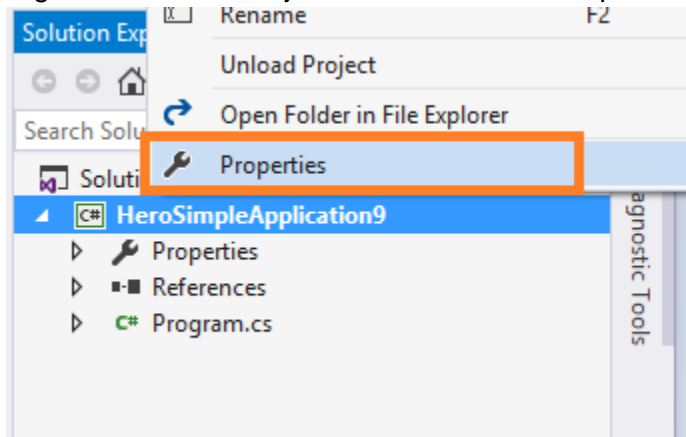 Rename F2
Solution Exp
Unload Project
Open Folder in File Explorer
Search Solu
Properties
Soluti
C# HeroSimpleApplication9
Properties
References
C# Program.cs
agnostic Tools